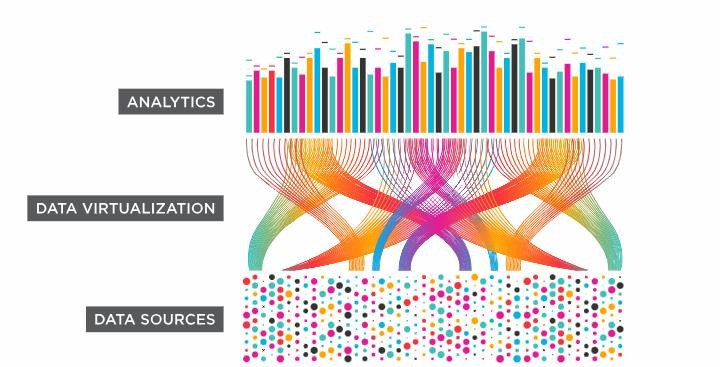 ANALYTICS
DATA VIRTUALIZATION
DATA SOURCES